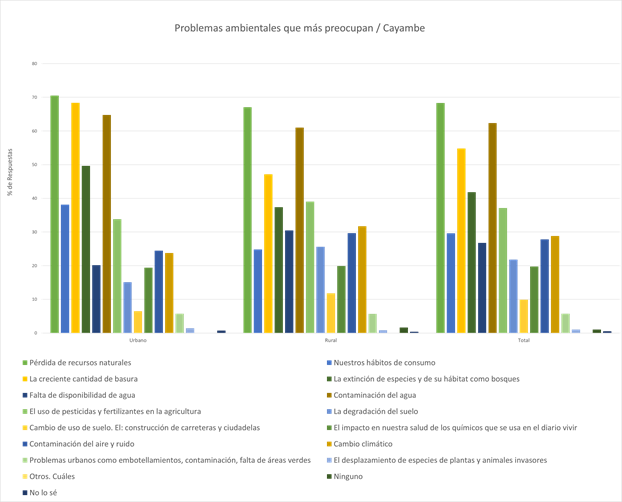 Problemas ambientales que más preocupan / Cayambe
% de Respuestas
80
70
60
50
40
30
20
10
0
Urbano Rural Total
Pérdida de recursos naturales Nuestros hábitos de consumo
La creciente cantidad de basura La extinción de especies y de su hábitat como bosques
Falta de disponibilidad de agua Contaminación del agua
El uso de pesticidas y fertilizantes en la agricultura La degradación del suelo
Cambio de uso de suelo. El: construcción de carreteras y ciudadelas El impacto en nuestra salud de los químicos que se usa en el diario vivir
Contaminación del aire y ruido Cambio climático
Problemas urbanos como embotellamientos, contaminación, falta de áreas verdes El desplazamiento de especies de plantas y animales invasores
Otros. Cuáles Ninguno
No lo sé